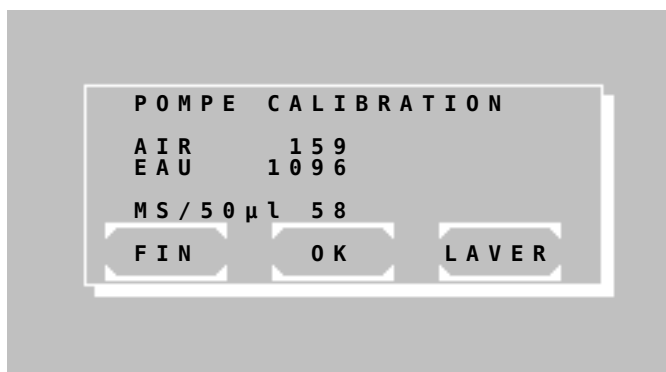 POMPE CALIBRATION
AIR 159
EAU 1096
MS/50µl 58
FIN OK LAVER